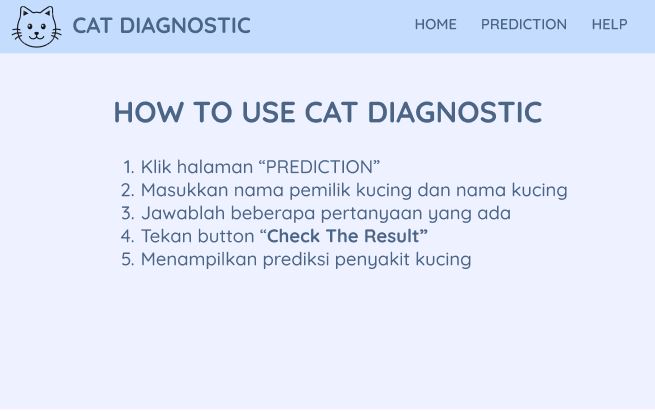 CAT DIAGNOSTIC
HOME PREDICTION HELP
HOW TO USE CAT DIAGNOSTIC
1. Klik halaman “PREDICTION”
2. Masukkan nama pemilik kucing dan nama kucing
3. Jawablah beberapa pertanyaan yang ada
4. Tekan button “Check The Result”
5. Menampilkan prediksi penyakit kucing